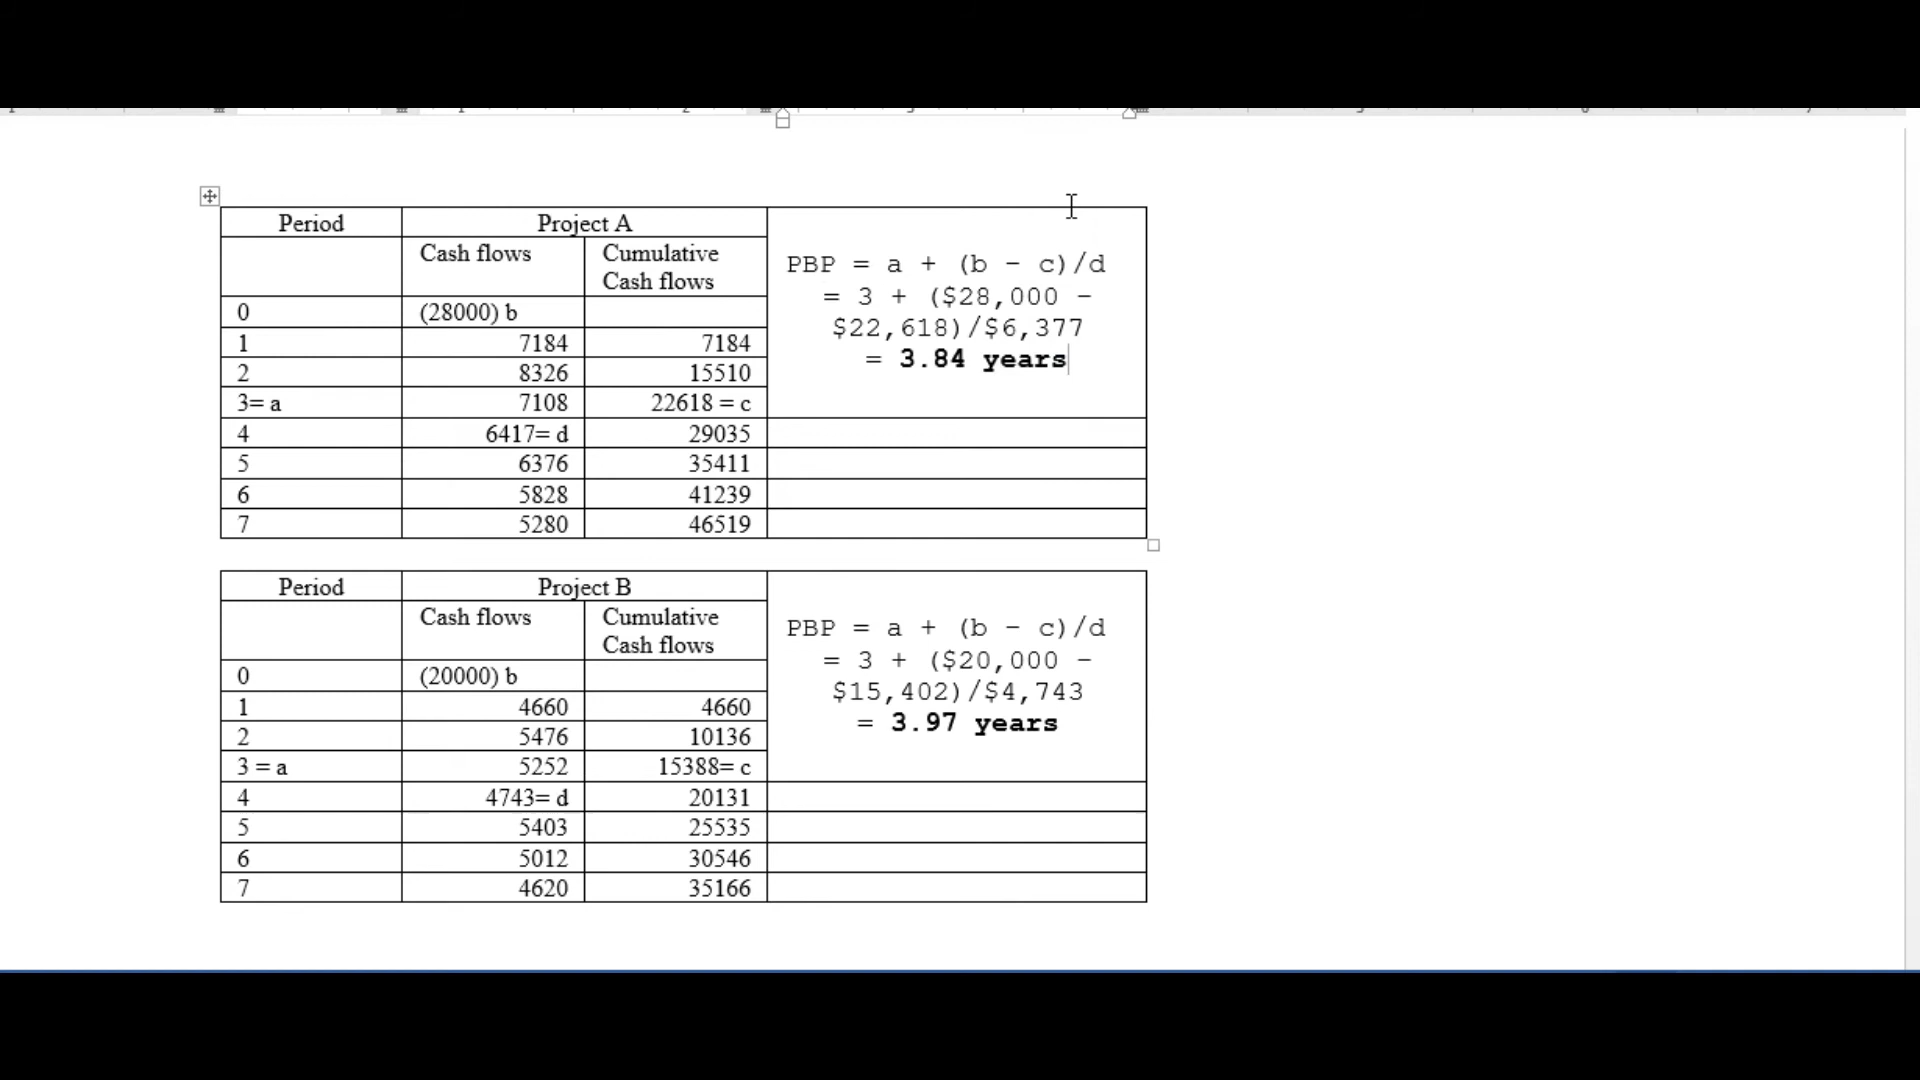 Period Project A
Cash flows Cumulative
Cash flows
PBP = a + (b - c)/d
= 3 + ($28,000 -
$22,618)/$6,377
= 3.84 years
0 (28000) b
1 7184 7184
2 8326 15510
3= a 7108 22618 = c
4 6417= d 29035
5 6376 35411
6 5828 41239
7 5280 46519
Period Project B
Cash flows Cumulative
Cash flows
PBP = a + (b - c)/d
= 3 + ($20,000 -
$15,402)/$4,743
= 3.97 years
0 (20000) b
1 4660 4660
2 5476 10136
3 = a 5252 15388= c
4 4743= d 20131
5 5403 25535
6 5012 30546
7 4620 35166